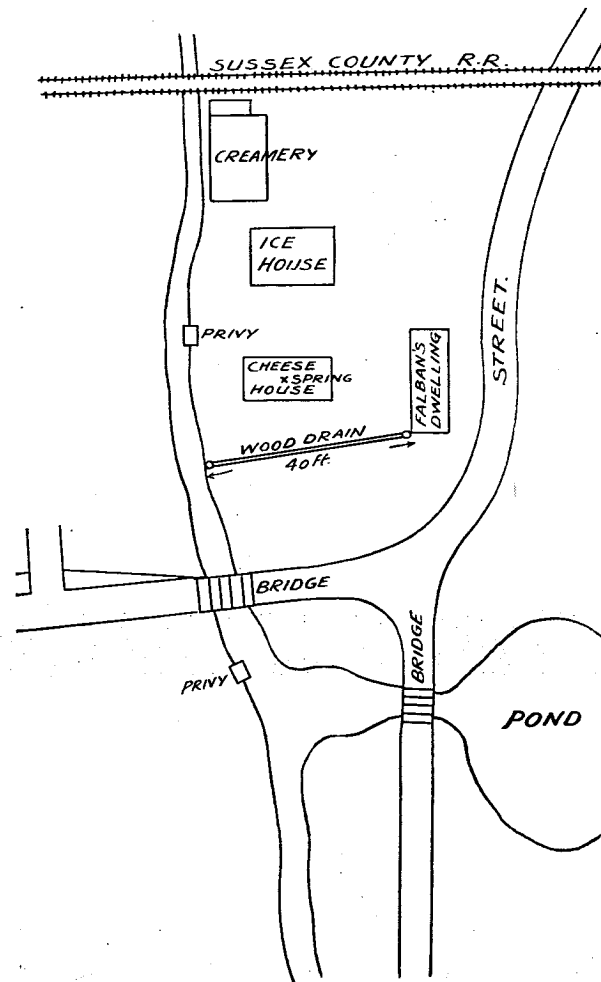 SUSSEX COUNTY R.R.
CREAMERY
ICE
HOUSE
STREET.
PRIVY
CHEESE
x SPRING
HOUSE
FALBAN'S
DWELLING
WOOD DRAIN
40 ft.
BRIDGE
BRIDGE
PRIVY
POND